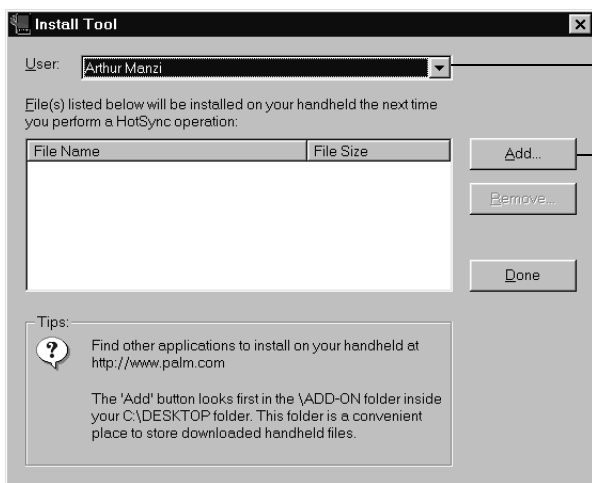 Install Tool
User: Arthur Manzi
File(s) listed below will be installed on your handheld the next time
you perform a HotSync operation:
File Name File Size
Add...
Remove...
Done
Tips:
Find other applications to install on your handheld at
http://www.palm.com
The 'Add' button looks first in the \ADD-ON folder inside
your C:\DESKTOP folder. This folder is a convenient
place to store downloaded handheld files.